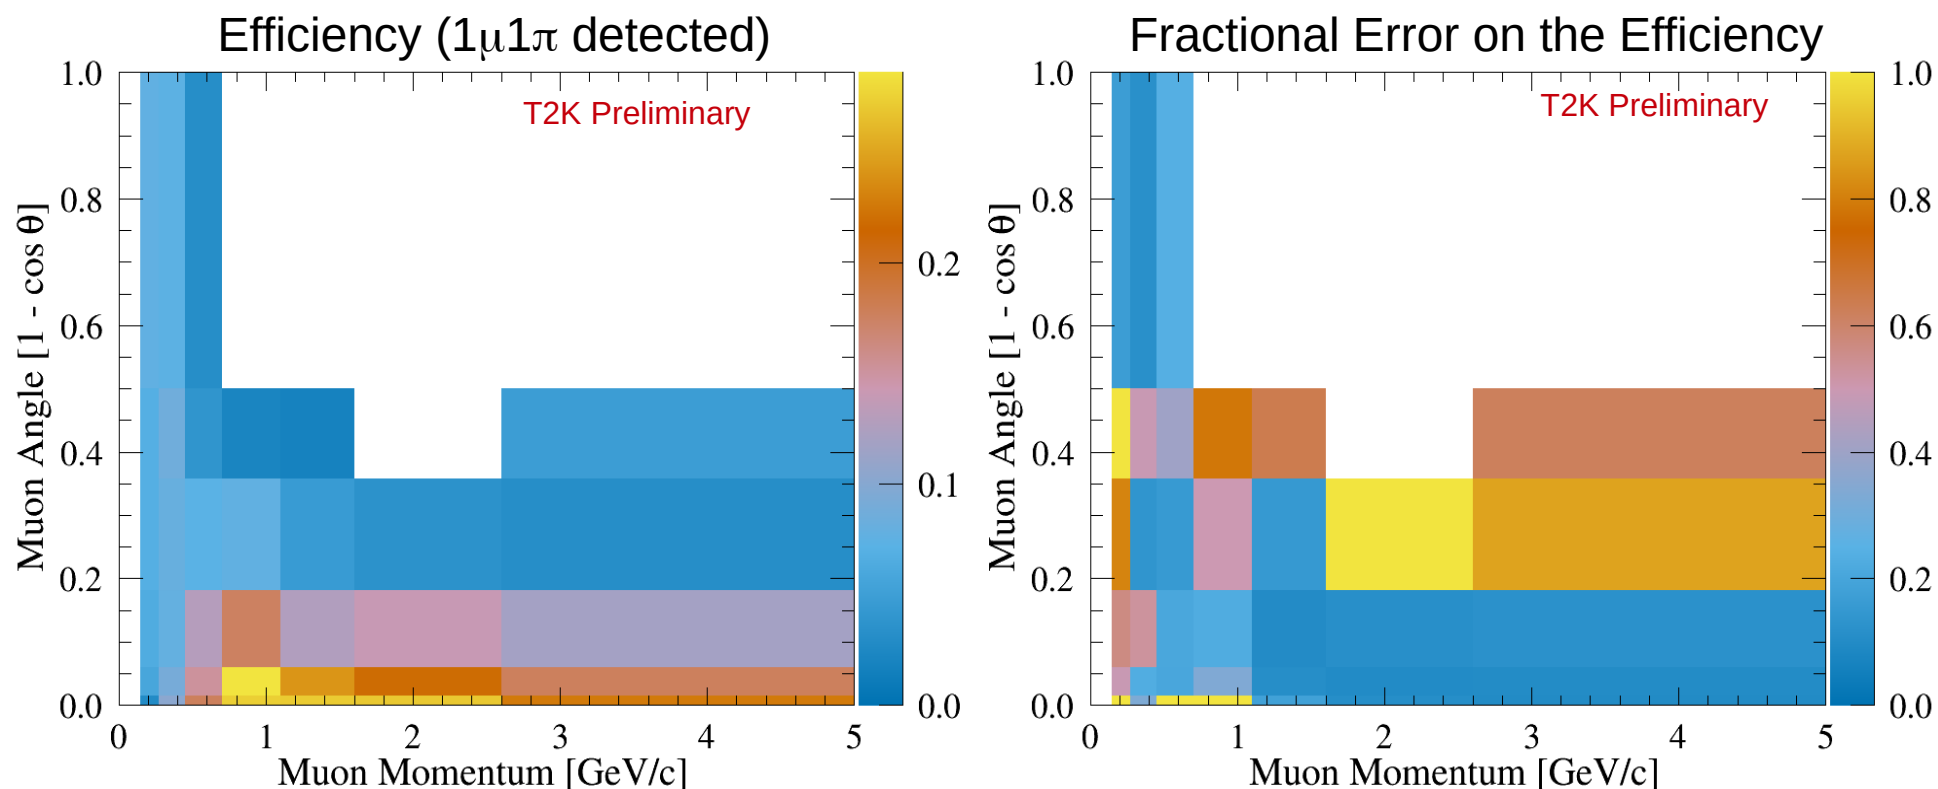 Efficiency (1μ1π detected)
T2K Preliminary
1.0
0.8
0.6
0.4
0.2
0.0
Muon Angle [1 - cos θ]
0 1 2 3 4 5
Muon Momentum [GeV/c]
0.2
0.1
0.0
Fractional Error on the Efficiency
T2K Preliminary
1.0
0.8
0.6
0.4
0.2
0.0
Muon Angle [1 - cos θ]
0 1 2 3 4 5
Muon Momentum [GeV/c]
1.0
0.8
0.6
0.4
0.2
0.0